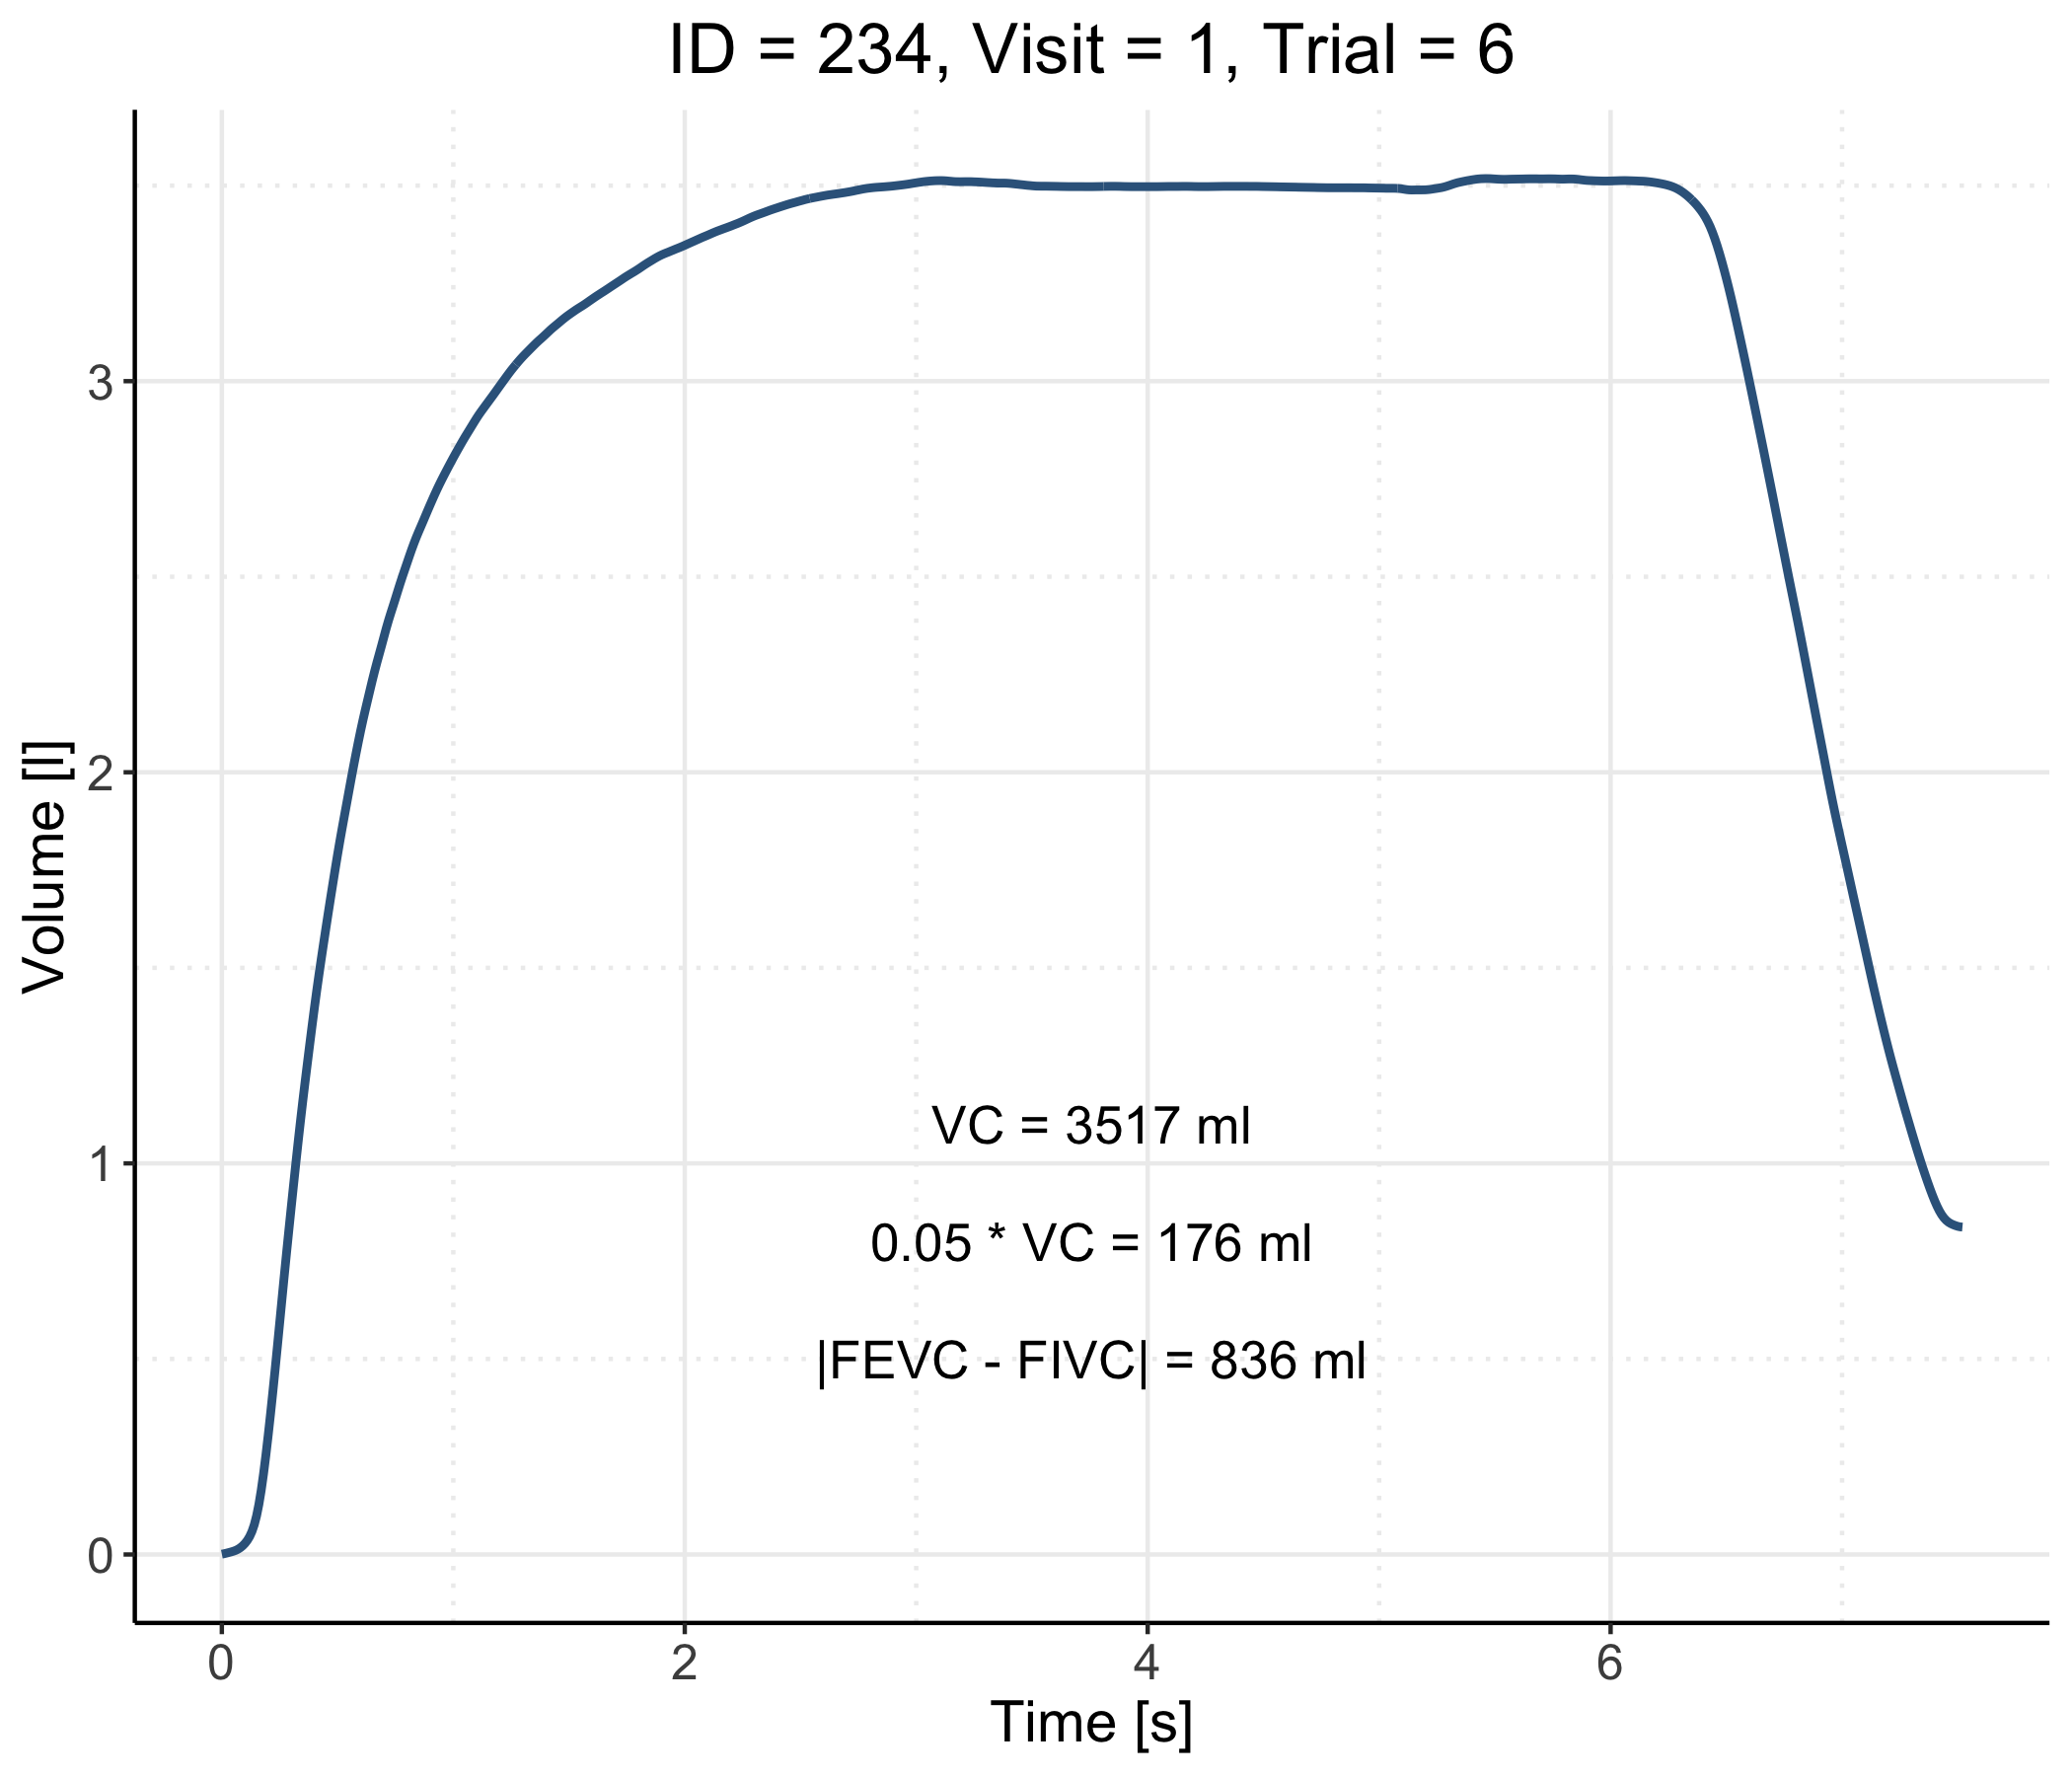 ID = 234, Visit = 1, Trial = 6
3
2
1
0
Volume [l]
VC = 3517 ml
0.05 * VC = 176 ml
|FEVC - FIVC| = 836 ml
0 2 4 6
Time [s]